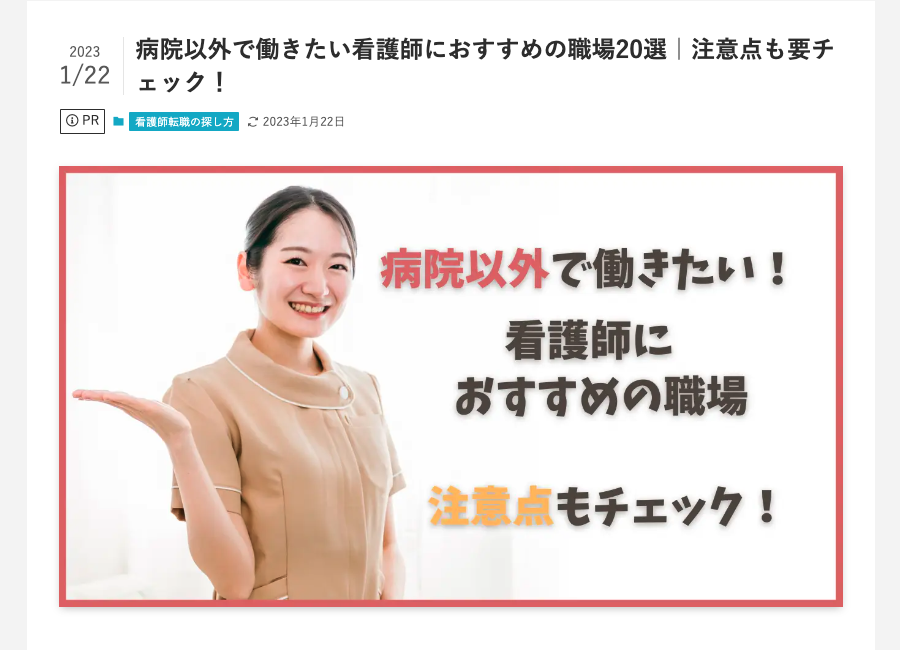 2023
1/22
病院以外で働きたい看護師におすすめの職場20選｜注意点も要チ
ェック！
PR
看護師転職の探し方
2023年1月22日
病院以外で働きたい！
看護師に
おすすめの職場
注意点もチェック！